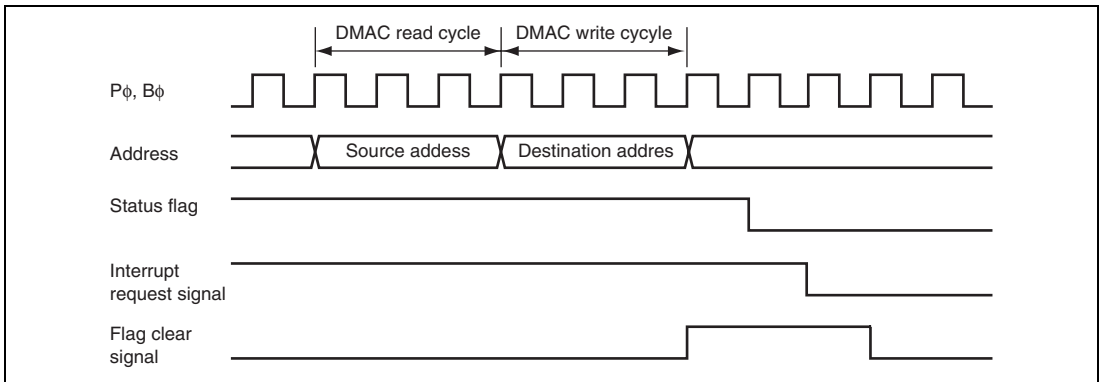 DMAC read cycle
DMAC write cycyle
Pϕ, Bϕ
Address
Source addess
Destination addres
Status flag
Interrupt
request signal
Flag clear
signal